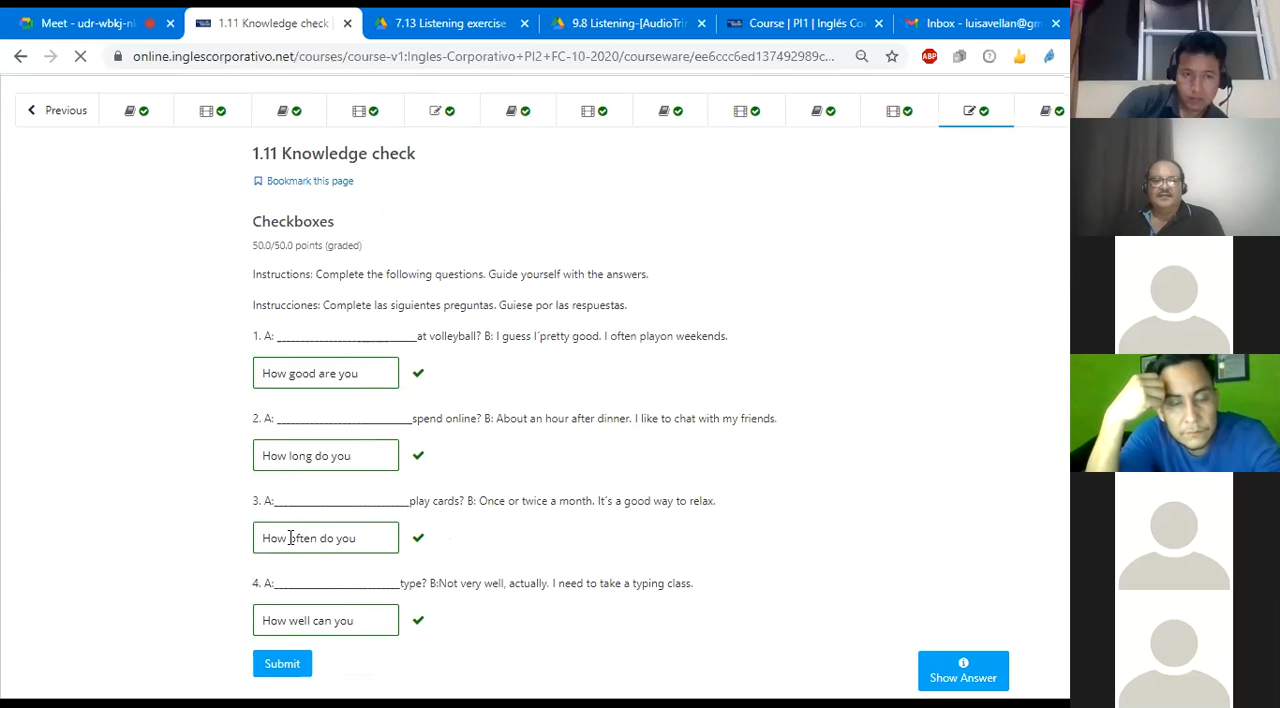 Meet - udr-wbkj-n
1.11 Knowledge check
7.13 Listening exercise
9.8 Listening-[AudioTri
Course | PI1 | Inglés Co
Inbox - luisavellan@gm
online.inglescorporativo.net/courses/course-v1:Ingles-Corporativo+PI2+FC-10-2020/courseware/ee6ccc6ed137492989c...
ABP
Previous
1.11 Knowledge check
Bookmark this page
Checkboxes
50.0/50.0 points (graded)
Instructions: Complete the following questions. Guide yourself with the answers.
Instrucciones: Complete las siguientes preguntas. Guiese por las respuestas.
1. A: ____________________________at volleyball? B: I guess I´pretty good. I often playon weekends.
How good are you
2. A: ___________________________spend online? B: About an hour after dinner. I like to chat with my friends.
How long do you
3. A:___________________________play cards? B: Once or twice a month. It´s a good way to relax.
How often do you
4. A:_________________________type? B:Not very well, actually. I need to take a typing class.
How well can you
Submit
Show Answer